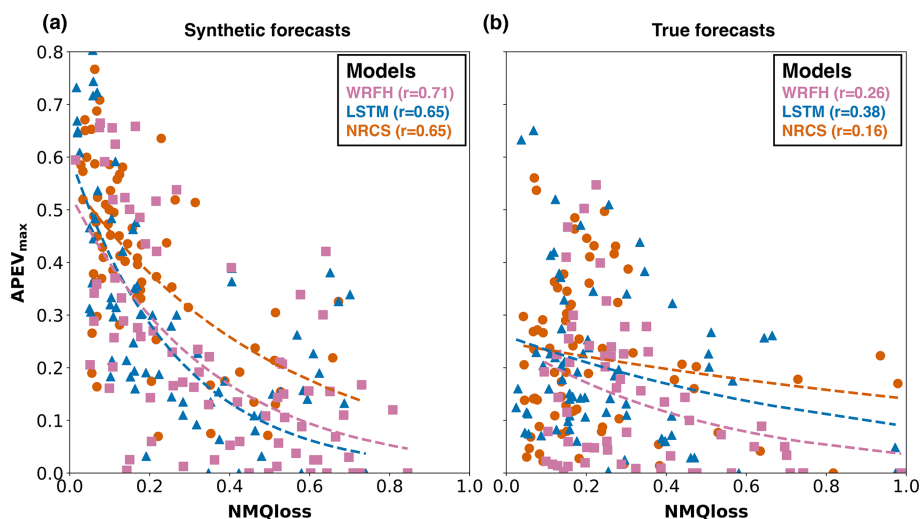 (a)
Synthetic forecasts
(b)
True forecasts
Models
WRFH (r=0.71)
LSTM (r=0.65)
NRCS (r=0.65)
Models
WRFH (r=0.26)
LSTM (r=0.38)
NRCS (r=0.16)
APEVmax
0.8
0.7
0.6
0.5
0.4
0.3
0.2
0.1
0.0
0.0 0.2 0.4 0.6 0.8 1.0
NMQloss
0.0 0.2 0.4 0.6 0.8 1.0
NMQloss